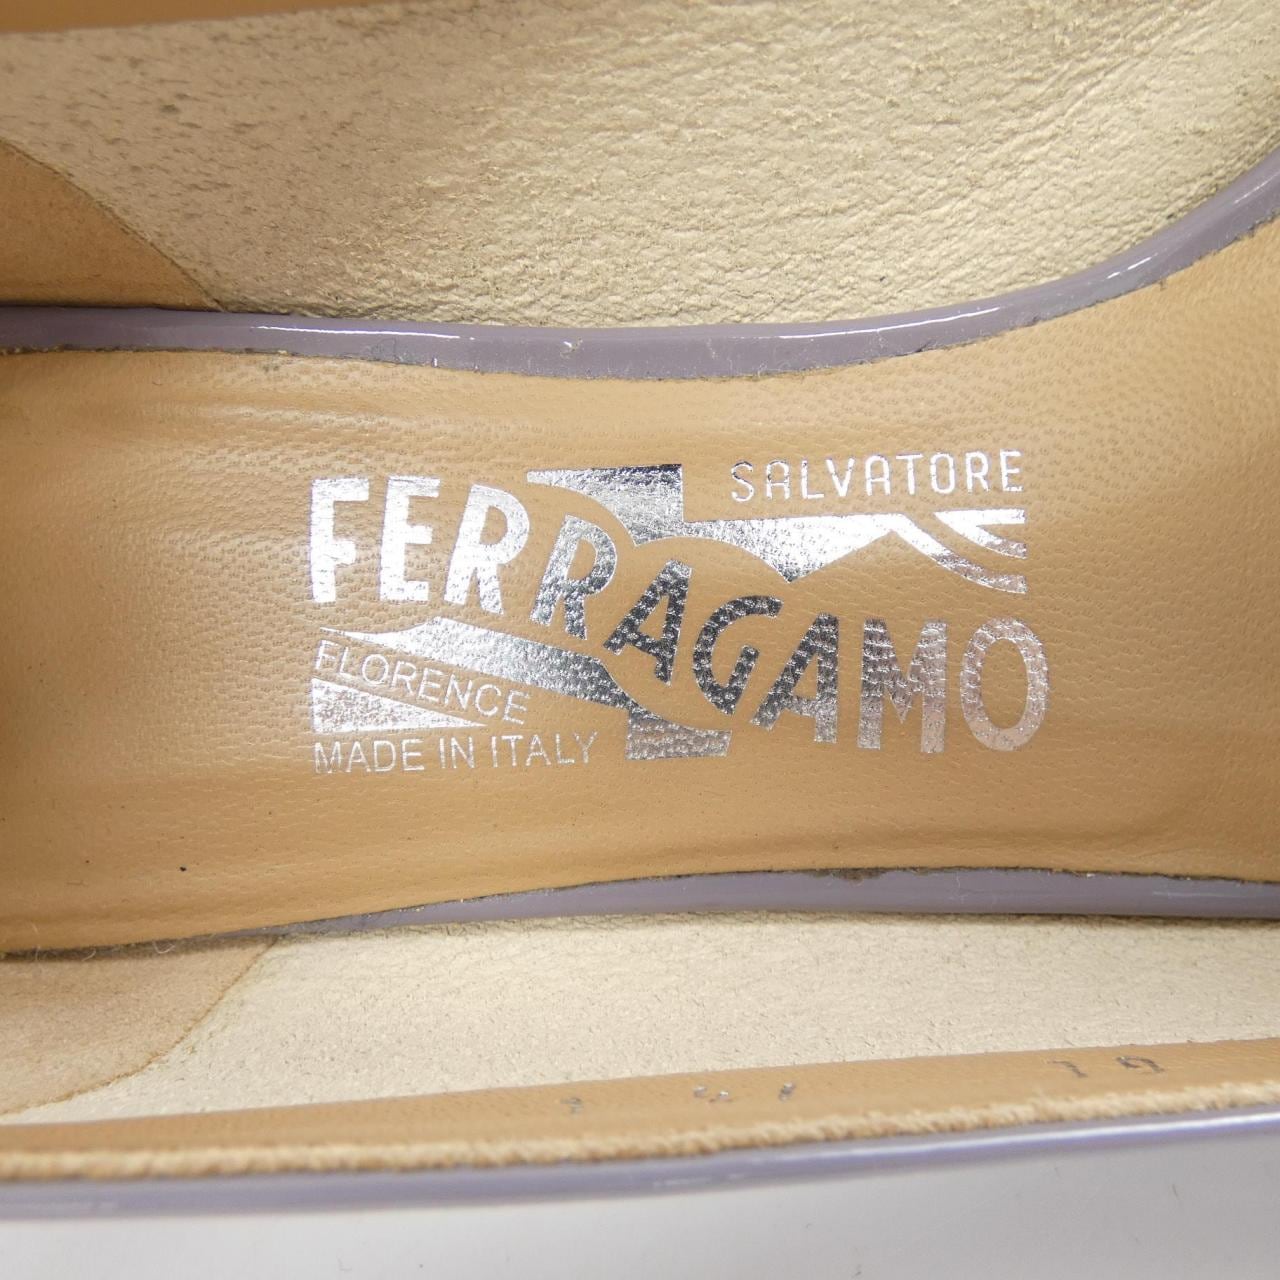 SALVATORE
FERRAGAMO
FLORENCE
MADE IN ITALY